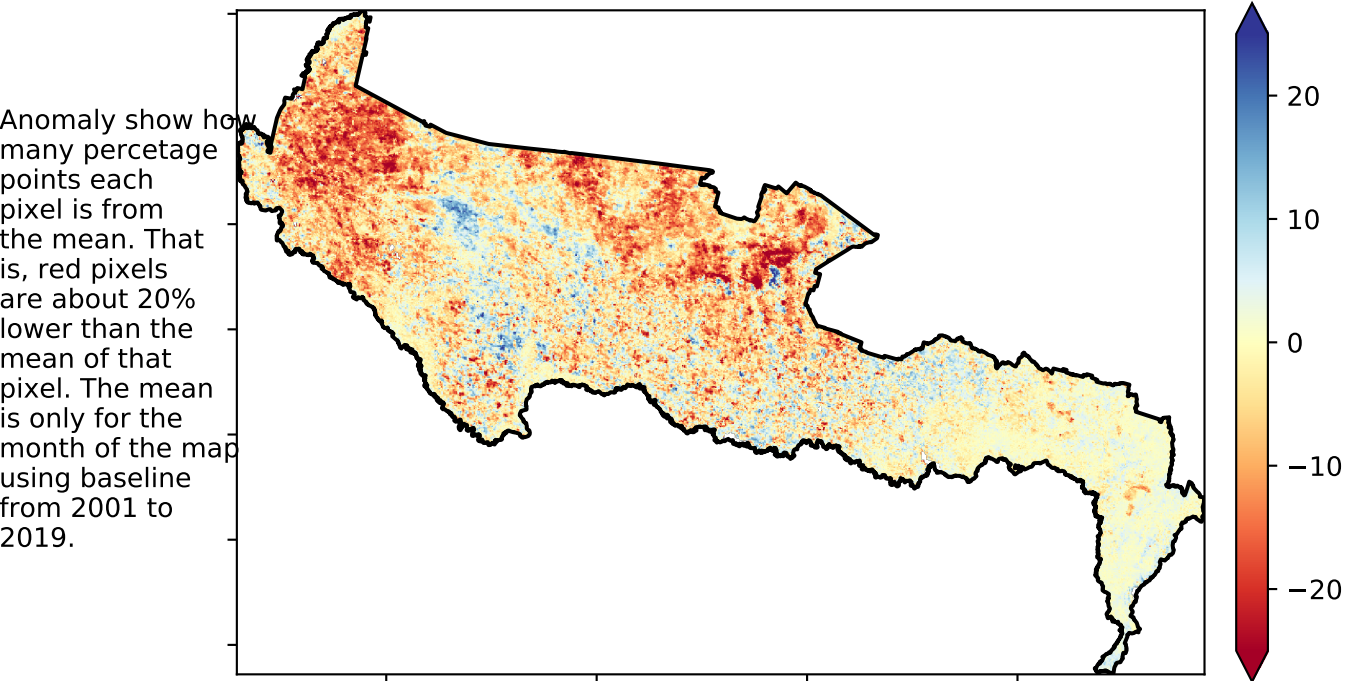 Anomaly show how
many percetage
points each
pixel is from
the mean. That
is, red pixels
are about 20%
lower than the
mean of that
pixel. The mean
is only for the
month of the map
using baseline
from 2001 to
2019.
20
10
0
−10
−20